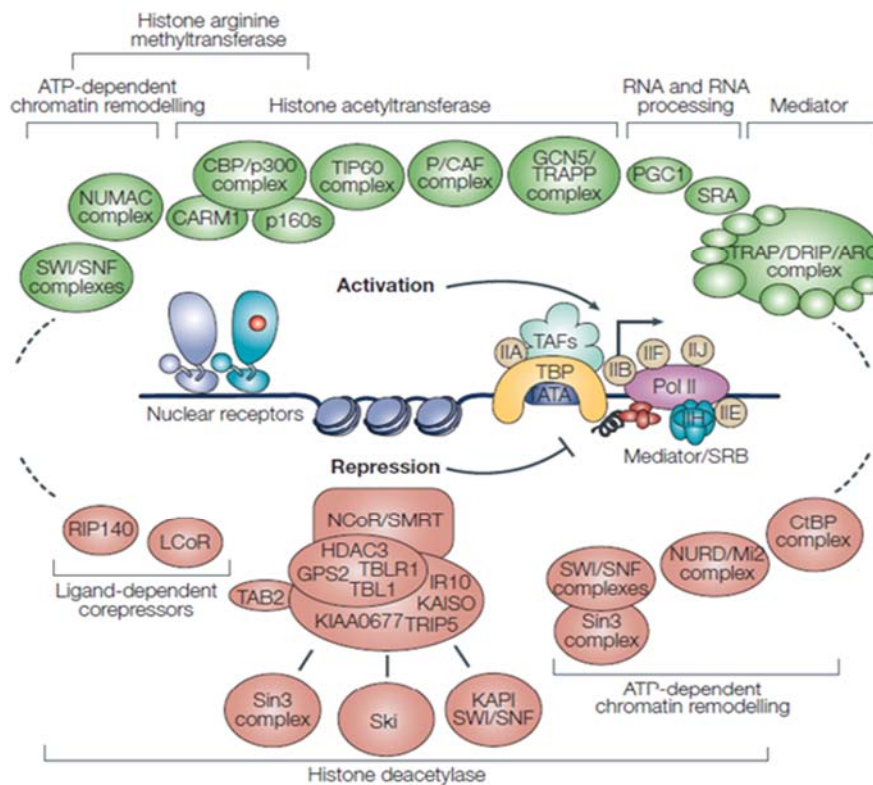 Histone arginine
methyltransferase
ATP-dependent
chromatin remodelling
Histone acetyltransferase
RNA and RNA
processing
Mediator
CBP/p300
complex
TIP60
complex
P/CAF
complex
GCN5/
TRAPP
complex
PGC1
SRA
NUMAC
complex
CARM1
p160s
SWI/SNF
complexes
TRAP/DRIP/ARC
complex
Activation
TAFs
IIA
TBP
ATA
IIB
IIF
IIJ
Pol II
IIH
IIE
Nuclear receptors
Mediator/SRB
Repression
RIP140
LCoR
Ligand-dependent
corepressors
NCoR/SMRT
HDAC3
GPS2
TBLR1
TBL1
TAB2
IR10
KAISO
KIAA0677
TRIP5
Sin3
complex
Ski
KAPI
SWI/SNF
SWI/SNF
complexes
Sin3
complex
NURD/Mi2
complex
CtBP
complex
ATP-dependent
chromatin remodelling
Histone deacetylase